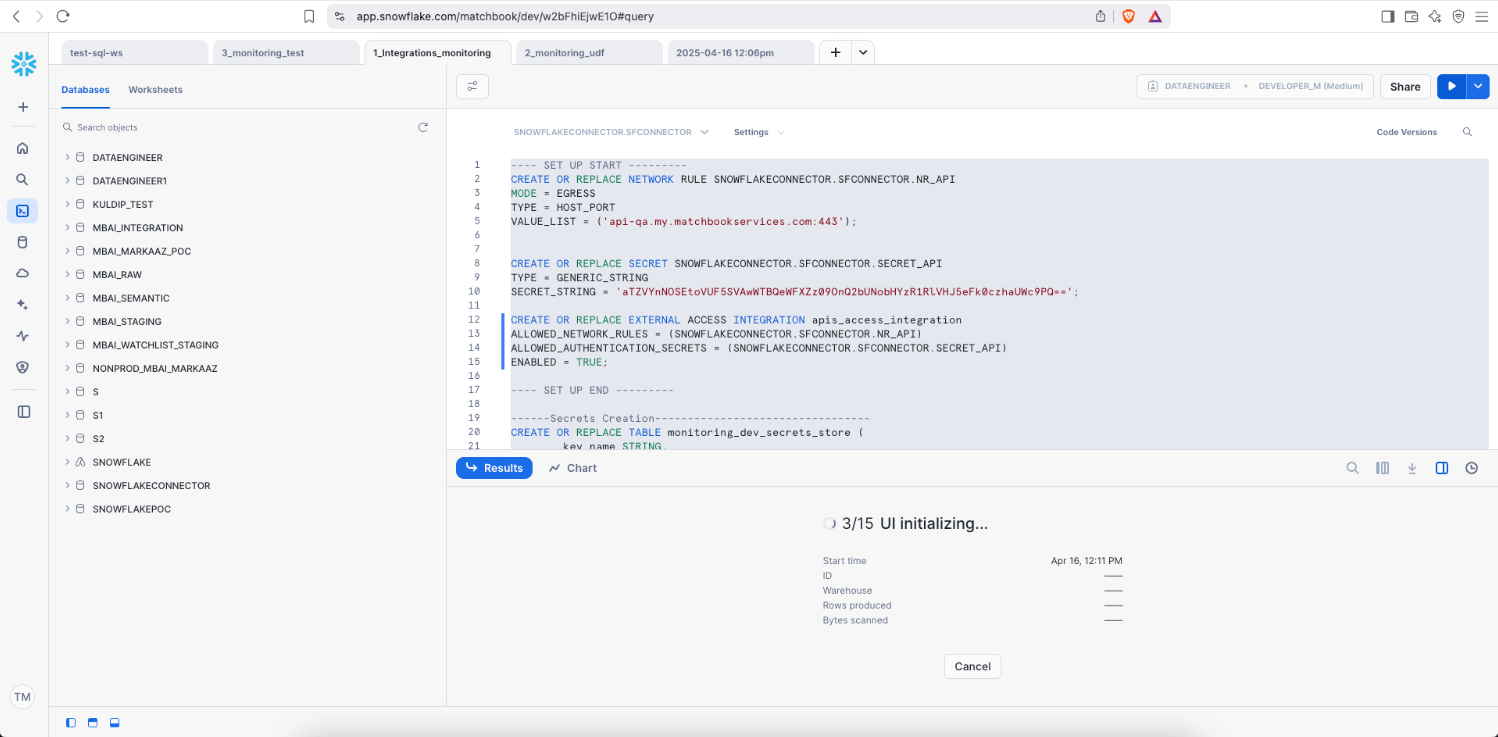 app.snowflake.com/matchbook/dev/w2bFhiEjwE1O#query
test-sql-ws
3_monitoring_test
1_Integrations_monitoring
2_monitoring_udf
2025-04-16 12:06pm
Databases
Worksheets
DATAENGINEER
DEVELOPER_M (Medium)
Share
Search objects
SNOWFLAKECONNECTOR.SFCONNECTOR
Settings
Code Versions
DATAENGINEER
DATAENGINEER1
KULDIP_TEST
MBAI_INTEGRATION
MBAI_MARKAAZ_POC
MBAI_RAW
MBAI_SEMANTIC
MBAI_STAGING
MBAI_WATCHLIST_STAGING
NONPROD_MBAI_MARKAAZ
S
S1
S2
SNOWFLAKE
SNOWFLAKECONNECTOR
SNOWFLAKEPOC
TM
1 ---- SET UP START ---------
2 CREATE OR REPLACE NETWORK RULE SNOWFLAKECONNECTOR.SFCONNECTOR.NR_API
3 MODE = EGRESS
4 TYPE = HOST_PORT
5 VALUE_LIST = ('api-qa.my.matchbookservices.com:443');
6
7
8 CREATE OR REPLACE SECRET SNOWFLAKECONNECTOR.SFCONNECTOR.SECRET_API
9 TYPE = GENERIC_STRING
10 SECRET_STRING = 'aTZVYnNOSEtoVUF5SVAwWTBQeWFXZz09OnQ2bUNobHYzR1RlVHJ5eFk0czhaUWc9PQ==';
11
12 CREATE OR REPLACE EXTERNAL ACCESS INTEGRATION apis_access_integration
13 ALLOWED_NETWORK_RULES = (SNOWFLAKECONNECTOR.SFCONNECTOR.NR_API)
14 ALLOWED_AUTHENTICATION_SECRETS = (SNOWFLAKECONNECTOR.SFCONNECTOR.SECRET_API)
15 ENABLED = TRUE;
16
17 ---- SET UP END ---------
18
19 ------Secrets Creation---------------------------------
20 CREATE OR REPLACE TABLE monitoring_dev_secrets_store (
21 key_name STRING,
Results
Chart
3/15 UI initializing...
Start time Apr 16, 12:11 PM
ID
Warehouse
Rows produced
Bytes scanned
Cancel